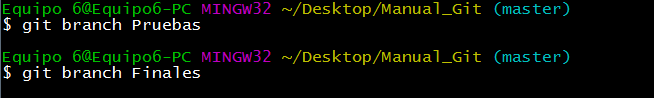 Equipo 6@Equipo6-PC MINGW32 ~/Desktop/Manual_Git (master)
$ git branch Pruebas
Equipo 6@Equipo6-PC MINGW32 ~/Desktop/Manual_Git (master)
$ git branch Finales